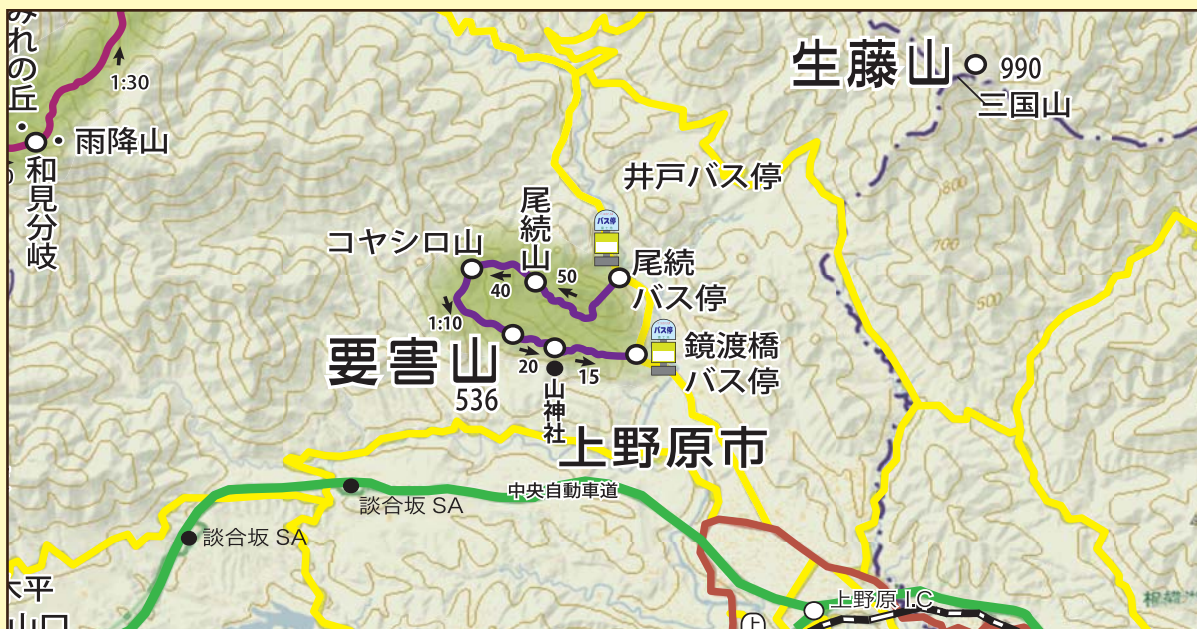 みれの丘・
1:30
・雨降山
和見分岐
生藤山
990
三国山
井戸バス停
バス停
尾続山
コヤシロ山
50
40
尾続
バス停
1:10
バス停
鏡渡橋
バス停
要害山
536
20
15
山神社
上野原市
800
700
500
中央自動車道
談合坂 SA
談合坂 SA
上野原 I.C
上
平
山口